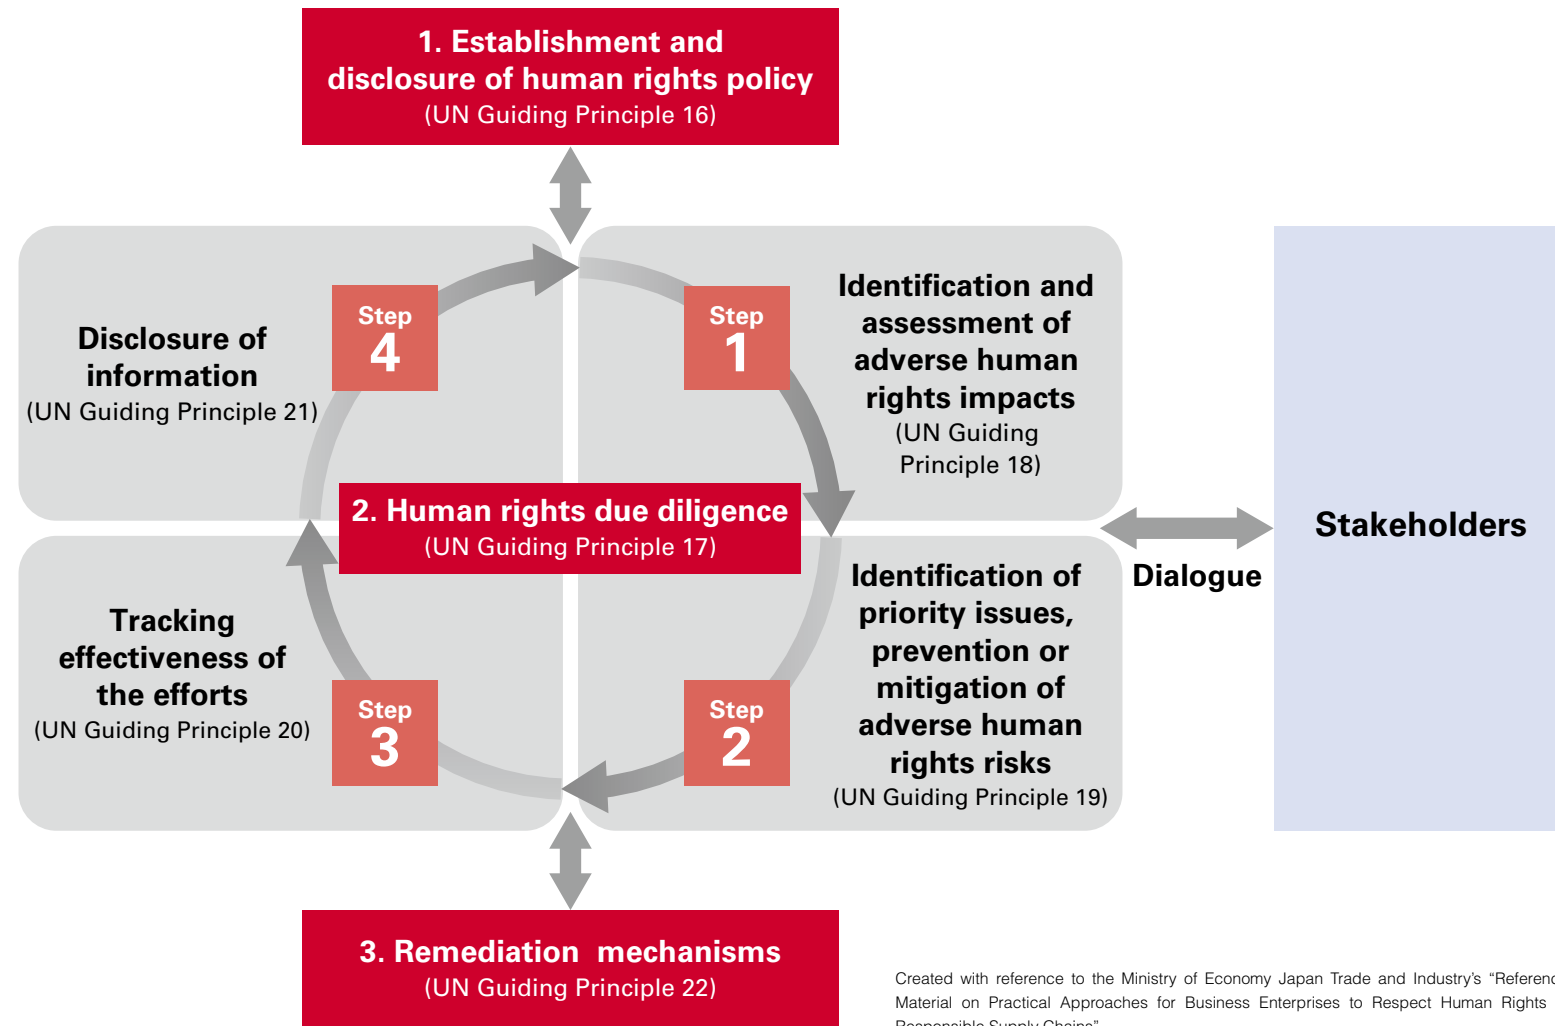 1. Establishment and
disclosure of human rights policy
(UN Guiding Principle 16)
Step
4
Disclosure of
information
(UN Guiding Principle 21)
Step
1
Identification and
assessment of
adverse human
rights impacts
(UN Guiding
Principle 18)
2. Human rights due diligence
(UN Guiding Principle 17)
Tracking
effectiveness of
the efforts
(UN Guiding Principle 20)
Step
3
Step
2
Identification of
priority issues,
prevention or
mitigation of
adverse human
rights risks
(UN Guiding Principle 19)
Dialogue
Stakeholders
3. Remediation mechanisms
(UN Guiding Principle 22)
Created with reference to the Ministry of Economy Japan Trade and Industry's “Referenc
Material on Practical Approaches for Business Enterprises to Respect Human Rights
Responsible Supply Chains”